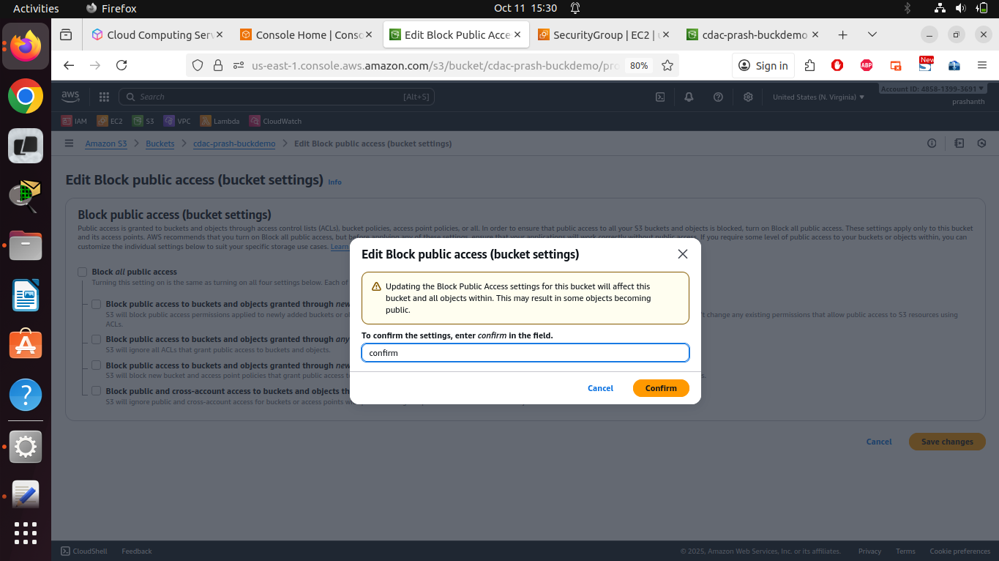 Activities
Firefox
Oct 11 15:30
Cloud Computing Serv
Console Home | Conso
Edit Block Public Acce
SecurityGroup | EC2 |
cdac-prash-buckdemo
us-east-1.console.aws.amazon.com/s3/bucket/cdac-prash-buckdemo/pro
80%
Sign in
ABP
New
aws
Search
[Alt+S]
United States (N. Virginia)
Account ID: 4858-1399-3691
prashanth
IAM
EC2
S3
VPC
Lambda
CloudWatch
Amazon S3
Buckets
cdac-prash-buckdemo
Edit Block public access (bucket settings)
Edit Block public access (bucket settings)
Info
Block public access (bucket settings)
Public access is granted to buckets and objects through access control lists (ACLs), bucket policies, access point policies, or all. In order to ensure that public access to all your S3 buckets and objects is blocked, turn on Block all public access. These settings apply only to this bucket
and its access points. AWS recommends that you turn on Block all public access, but before applying any of these settings, ensure that your applications will work correctly without public access. If you require some level of public access to your buckets or objects within, you can
customize the individual settings below to suit your specific storage use cases. Learn
Block all public access
Turning this setting on is the same as turning on all four settings below. Each of
Block public access to buckets and objects granted through new
S3 will block public access permissions applied to newly added buckets or
't change any existing permissions that allow public access to S3 resources using
ACLs.
Block public access to buckets and objects granted through any
S3 will ignore all ACLs that grant public access to buckets and objects.
Block public access to buckets and objects granted through new
S3 will block new bucket and access point policies that grant public access
Block public and cross-account access to buckets and objects
S3 will ignore public and cross-account access for buckets or access points
Cancel
Save changes
Edit Block public access (bucket settings)
Updating the Block Public Access settings for this bucket will affect this
bucket and all objects within. This may result in some objects becoming
public.
To confirm the settings, enter confirm in the field.
confirm
Cancel
Confirm
CloudShell
Feedback
© 2025, Amazon Web Services, Inc. or its affiliates.
Privacy
Terms
Cookie preferences